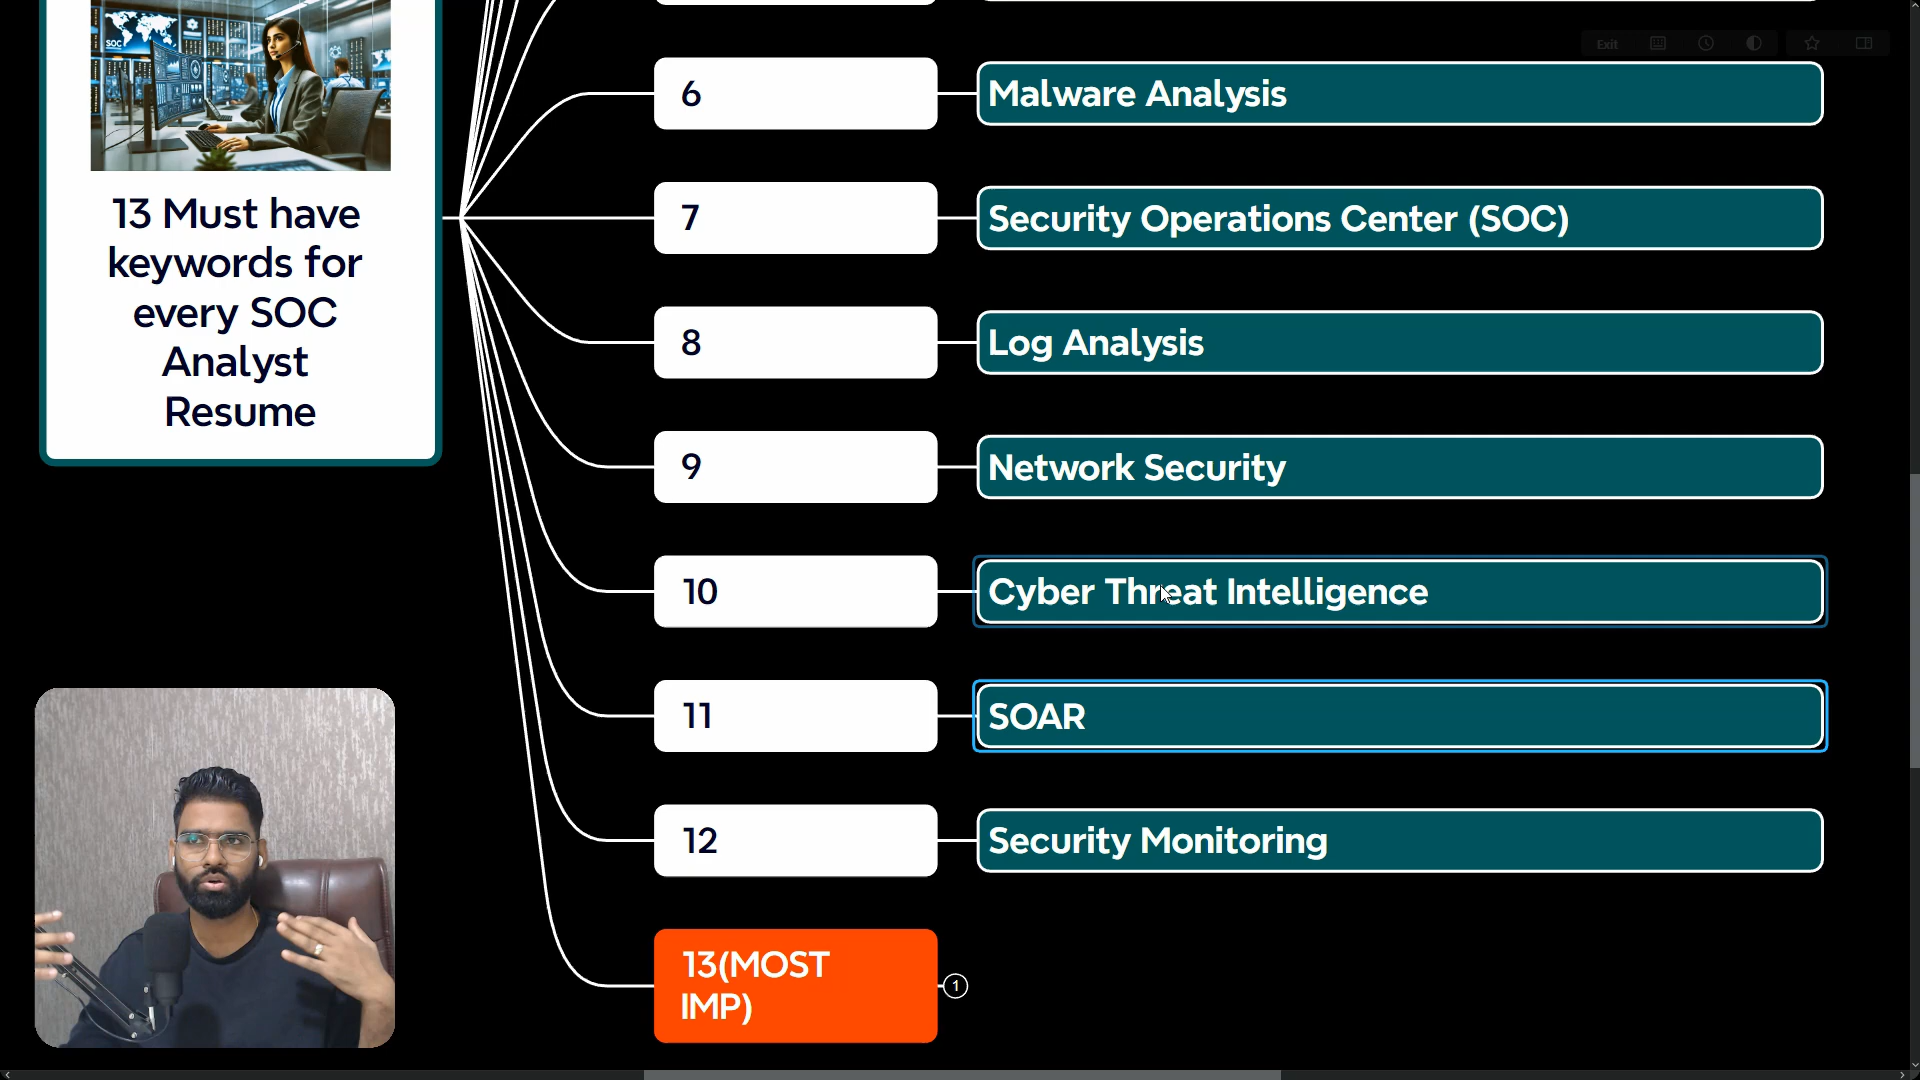 Exit
SOC
13 Must have
keywords for
every SOC
Analyst
Resume
6
Malware Analysis
7
Security Operations Center (SOC)
8
Log Analysis
9
Network Security
10
Cyber Threat Intelligence
11
SOAR
12
Security Monitoring
13(MOST
IMP)
1